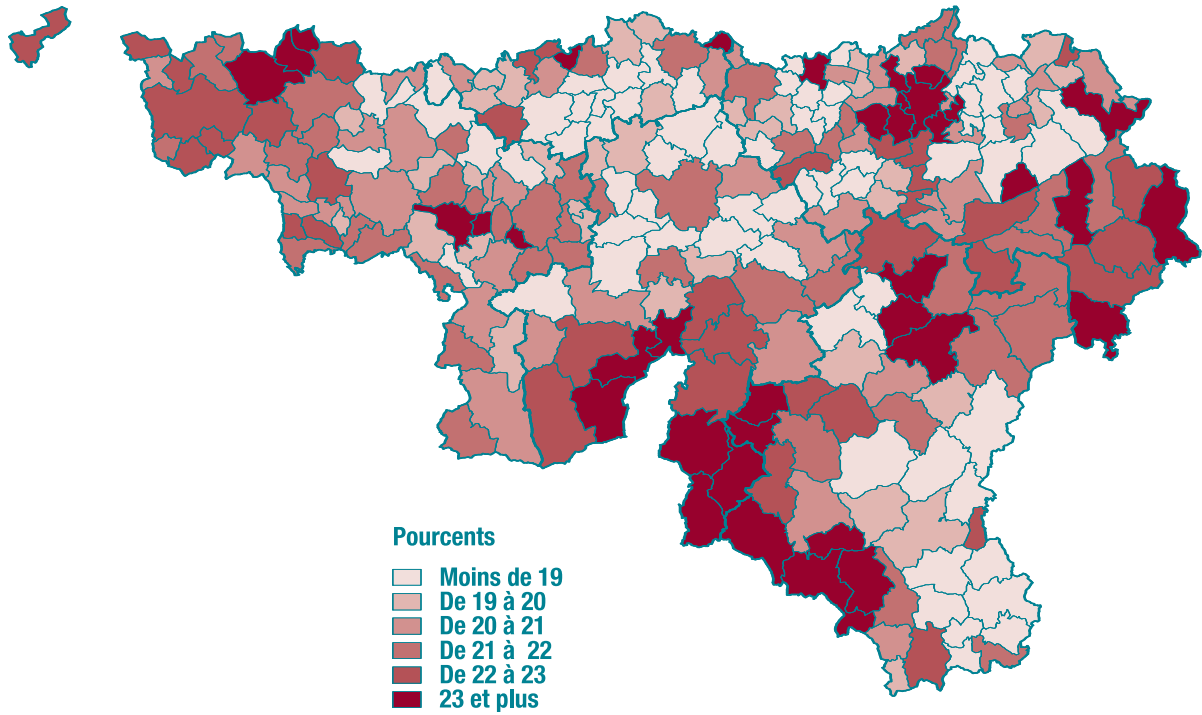 Pourcents
Moins de 19
De 19 à 20
De 20 à 21
De 21 à 22
De 22 à 23
23 et plus